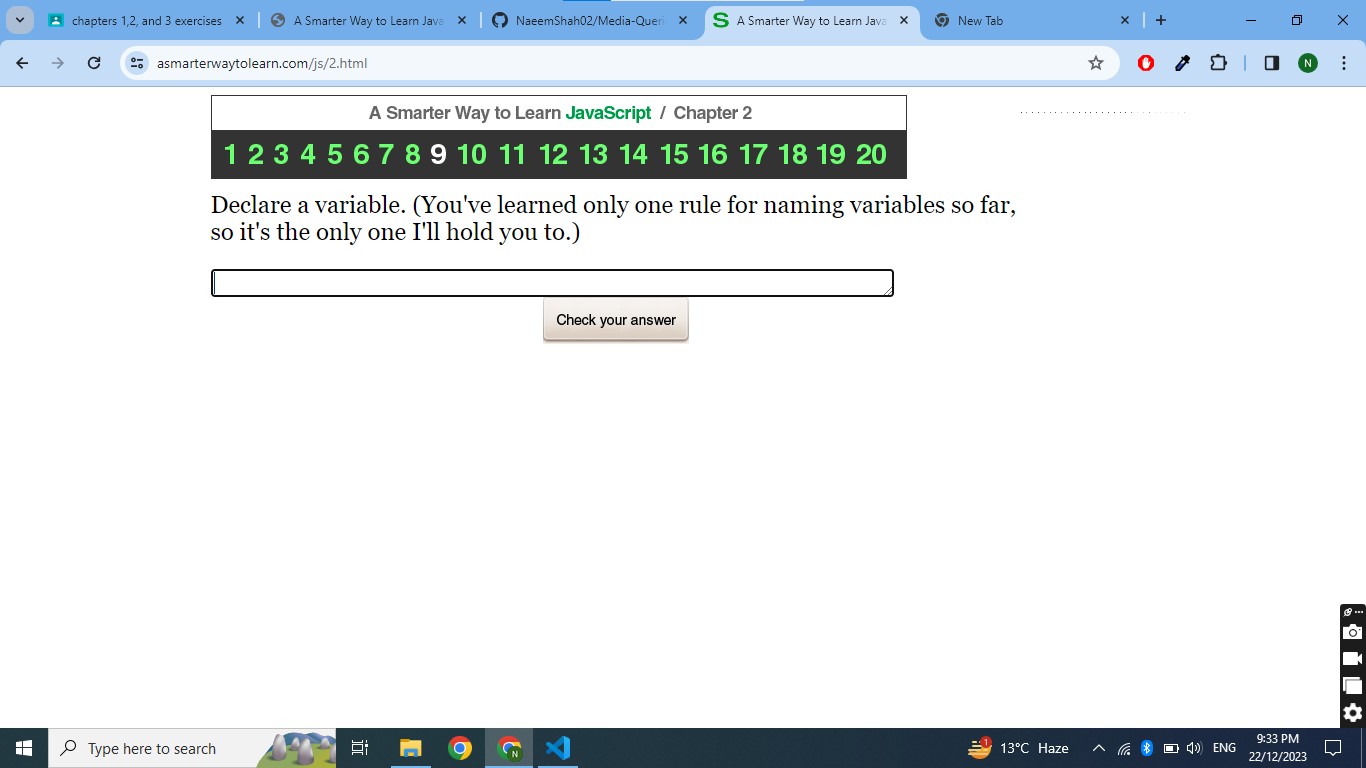 chapters 1,2, and 3 exercises
A Smarter Way to Learn Java
NaeemShah02/Media-Queri
A Smarter Way to Learn Java
New Tab
asmarterwaytolearn.com/js/2.html
N
A Smarter Way to Learn JavaScript / Chapter 2
1 2 3 4 5 6 7 8 9 10 11 12 13 14 15 16 17 18 19 20
Declare a variable. (You've learned only one rule for naming variables so far,
so it's the only one I'll hold you to.)
Check your answer
Type here to search
N
1
13°C Haze
ENG
9:33 PM
22/12/2023